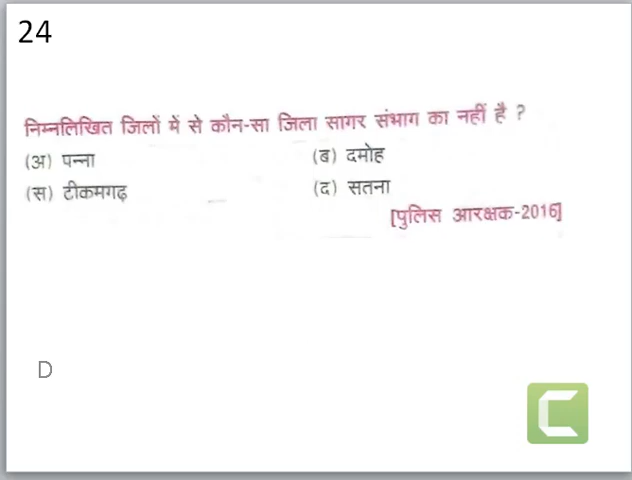 24
निम्नलिखित जिलों में से कौन-सा जिला सागर संभाग का नहीं है ?
(अ) पन्ना
(ब) दमोह
(स) टीकमगढ़
(द) सतना
[पुलिस आरक्षक-2016]
D